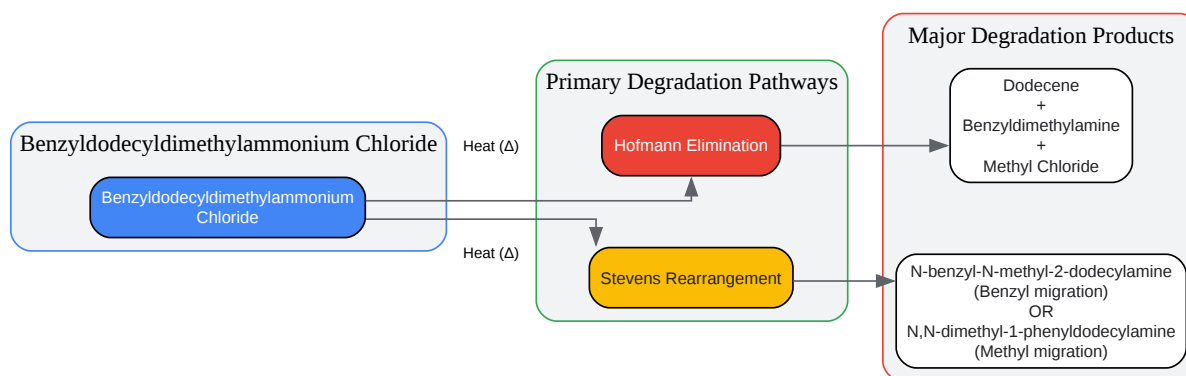 Benzyldodecyldimethylammonium Chloride
Benzyldodecyldimethylammonium
Chloride
Heat (Δ)
Heat (Δ)
Primary Degradation Pathways
Hofmann Elimination
Stevens Rearrangement
Major Degradation Products
Dodecene
+
Benzyldimethylamine
+
Methyl Chloride
N-benzyl-N-methyl-2-dodecylamine
(Benzyl migration)
OR
N,N-dimethyl-1-phenyldodecylamine
(Methyl migration)